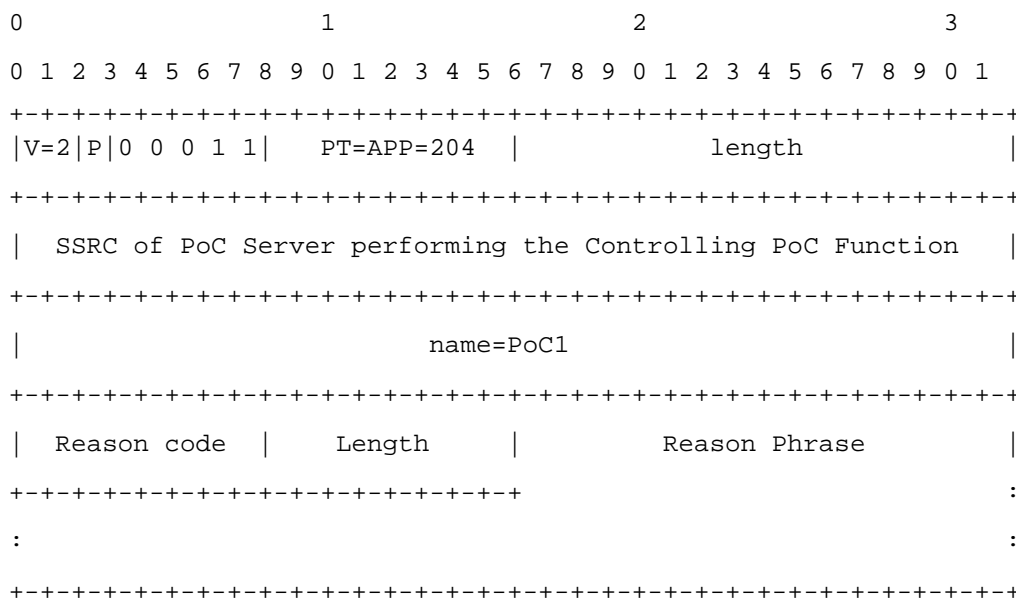 0                   1                   2                   3
0 1 2 3 4 5 6 7 8 9 0 1 2 3 4 5 6 7 8 9 0 1 2 3 4 5 6 7 8 9 0 1
+-+-+-+-+-+-+-+-+-+-+-+-+-+-+-+-+-+-+-+-+-+-+-+-+-+-+-+-+-+-+-+-+
|V=2|P|0 0 0 1 1|   PT=APP=204  |            length             |
+-+-+-+-+-+-+-+-+-+-+-+-+-+-+-+-+-+-+-+-+-+-+-+-+-+-+-+-+-+-+-+-+
|  SSRC of PoC Server performing the Controlling PoC Function   |
+-+-+-+-+-+-+-+-+-+-+-+-+-+-+-+-+-+-+-+-+-+-+-+-+-+-+-+-+-+-+-+-+
|                          name=PoC1                            |
+-+-+-+-+-+-+-+-+-+-+-+-+-+-+-+-+-+-+-+-+-+-+-+-+-+-+-+-+-+-+-+-+
|  Reason code  |    Length     |         Reason Phrase         |
+-+-+-+-+-+-+-+-+-+-+-+-+-+-+-+-+                               :
:                                                               :
+-+-+-+-+-+-+-+-+-+-+-+-+-+-+-+-+-+-+-+-+-+-+-+-+-+-+-+-+-+-+-+-+